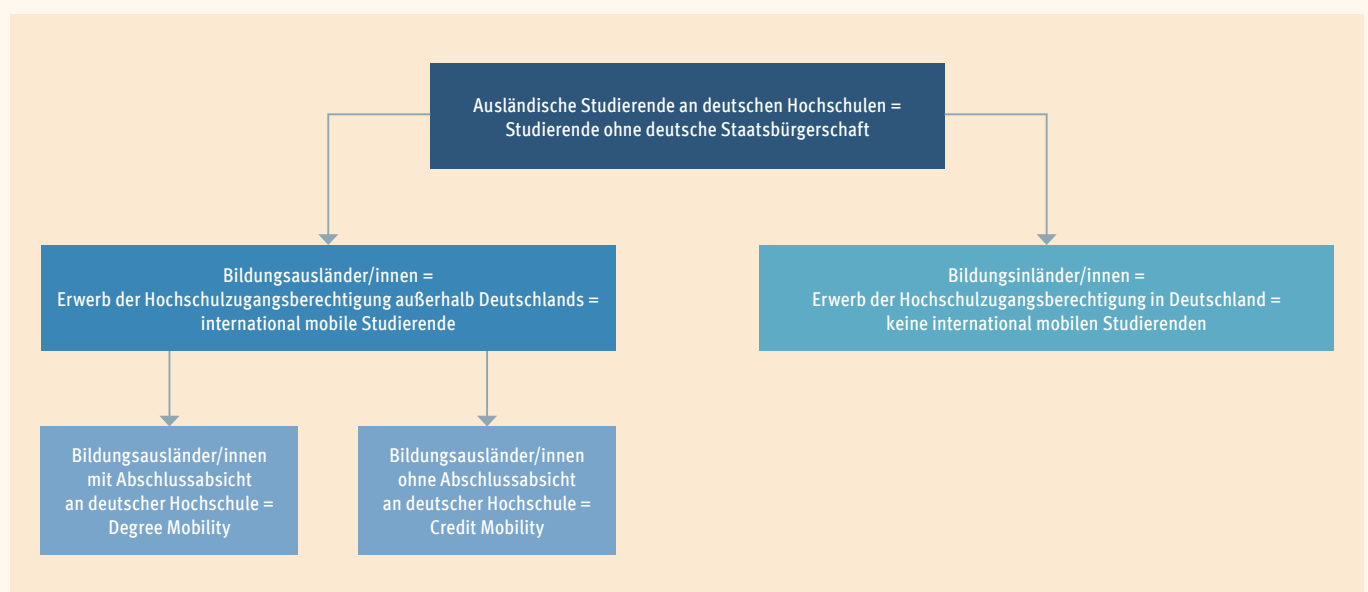 Ausländische Studierende an deutschen Hochschulen =
Studierende ohne deutsche Staatsbürgerschaft
Bildungsausländer/innen =
Erwerb der Hochschulzugangsberechtigung außerhalb Deutschlands =
international mobile Studierende
Bildungsinländer/innen =
Erwerb der Hochschulzugangsberechtigung in Deutschland =
keine international mobilen Studierenden
Bildungsausländer/innen
mit Abschlussabsicht
an deutscher Hochschule =
Degree Mobility
Bildungsausländer/innen
ohne Abschlussabsicht
an deutscher Hochschule =
Credit Mobility